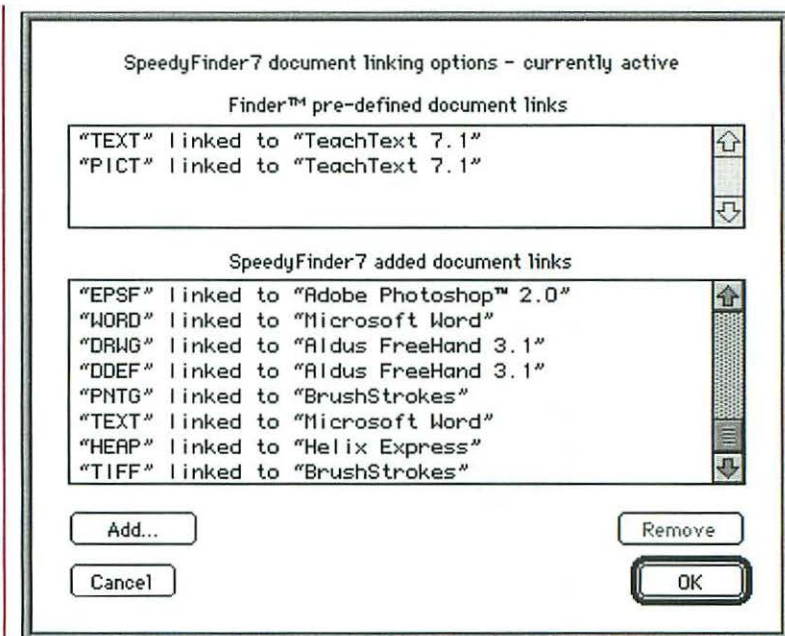 SpeedyFinder7 document linking options - currently active
Finder™ pre-defined document links
"TEXT" linked to "TeachText 7.1"
"PICT" linked to "TeachText 7.1"
SpeedyFinder7 added document links
"EPSF" linked to "Adobe Photoshop™ 2.0"
"WORD" linked to "Microsoft Word"
"DRWG" linked to "Aldus FreeHand 3.1"
"DDEF" linked to "Aldus FreeHand 3.1"
"PNTG" linked to "BrushStrokes"
"TEXT" linked to "Microsoft Word"
"HEAP" linked to "Helix Express"
"TIFF" linked to "BrushStrokes"
Add... Remove
Cancel OK